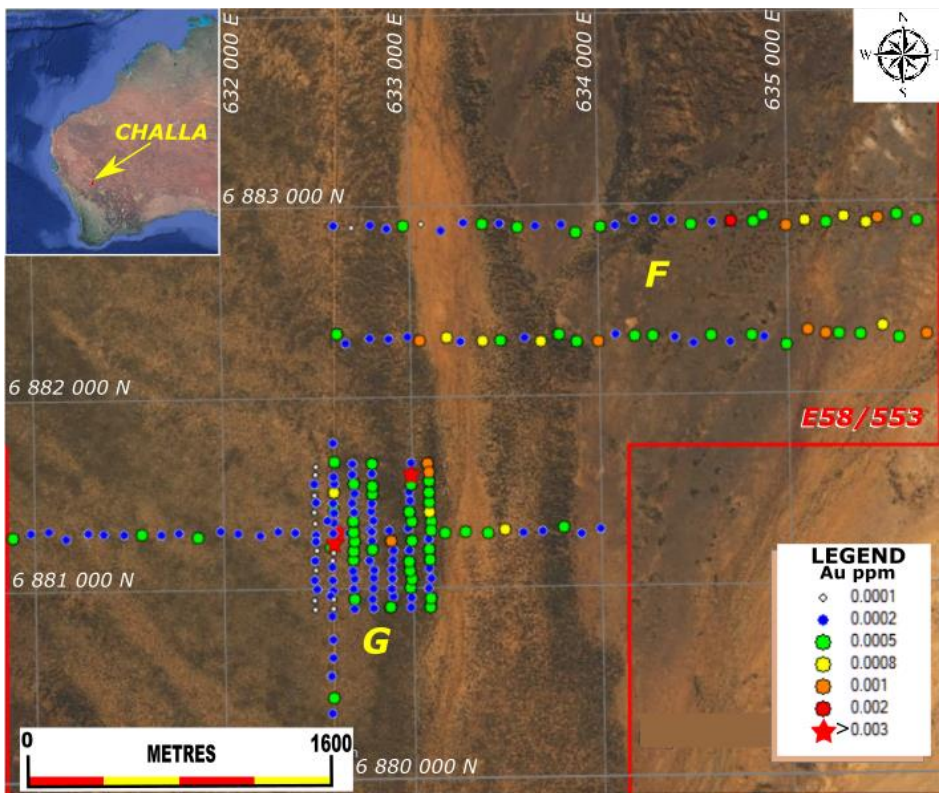 CHALLA
632 000 E
633 000 E
634 000 E
635 000 E
N
W
S
6 883 000 N
F
6 882 000 N
E58/553
6 881 000 N
G
LEGEND
Au ppm
0.0001
0.0002
0.0005
0.0008
0.001
0.002
>0.003
0
METRES
1600
6 880 000 N